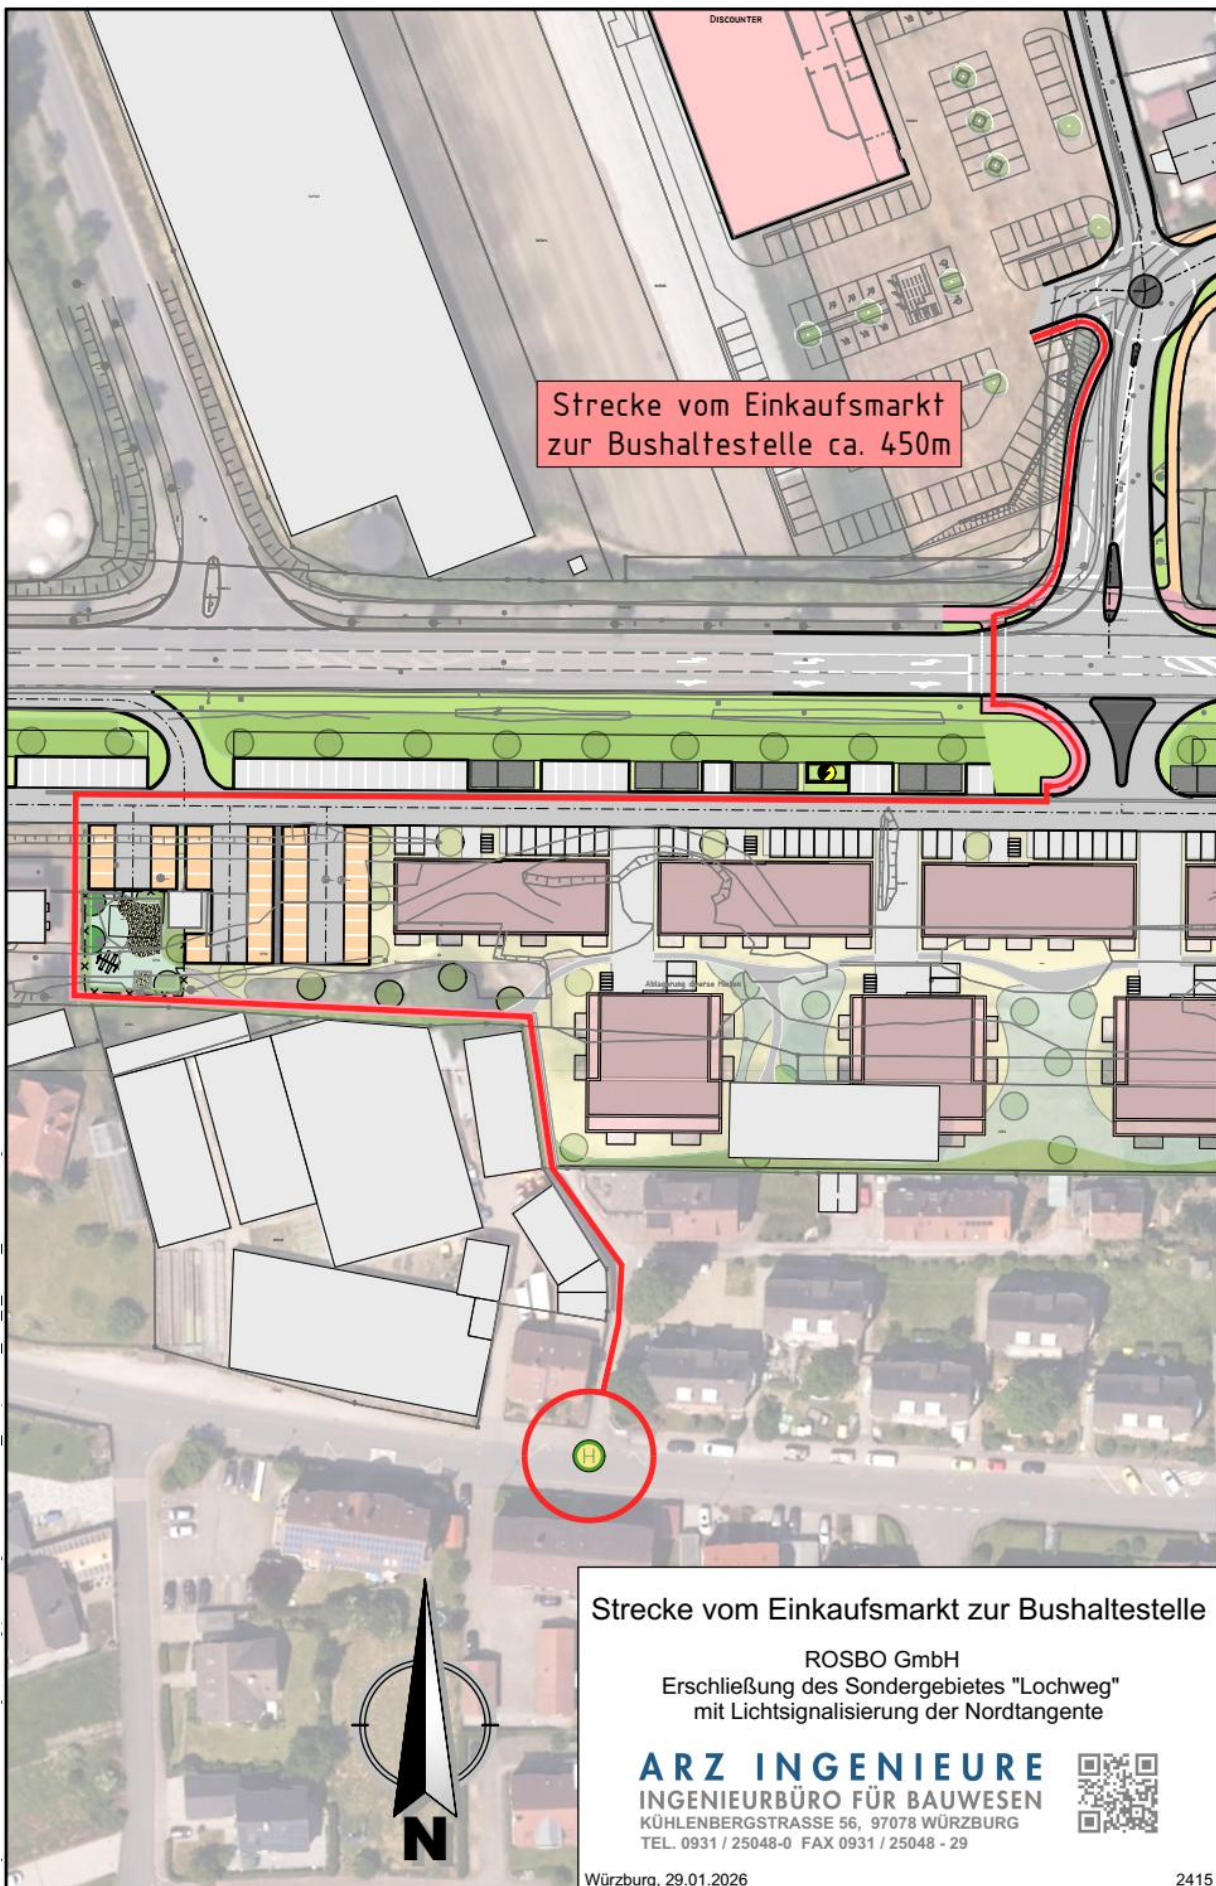 DISCOUNTER
Strecke vom Einkaufsmarkt
zur Bushaltestelle ca. 450m
H
Strecke vom Einkaufsmarkt zur Bushaltestelle
ROSBO GmbH
Erschließung des Sondergebietes "Lochweg"
mit Lichtsignalisierung der Nordtangente
ARZ INGENIEURE
INGENIEURBÜRO FÜR BAUWESEN
KÜHLENBERGSTRASSE 56, 97078 WÜRZBURG
TEL. 0931 / 25048-0 FAX 0931 / 25048 - 29
N
Würzburg, 29.01.2026
2415